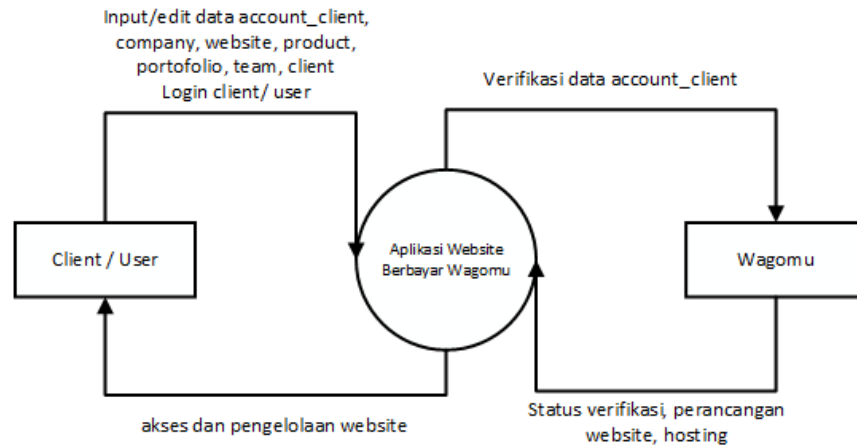 Input/edit data account_client,
company, website, product,
portofolio, team, client
Login client/ user
Verifikasi data account_client
Client / User
Aplikasi Website
Berbayar Wagomu
Wagomu
akses dan pengelolaan website
Status verifikasi, perancangan
website, hosting